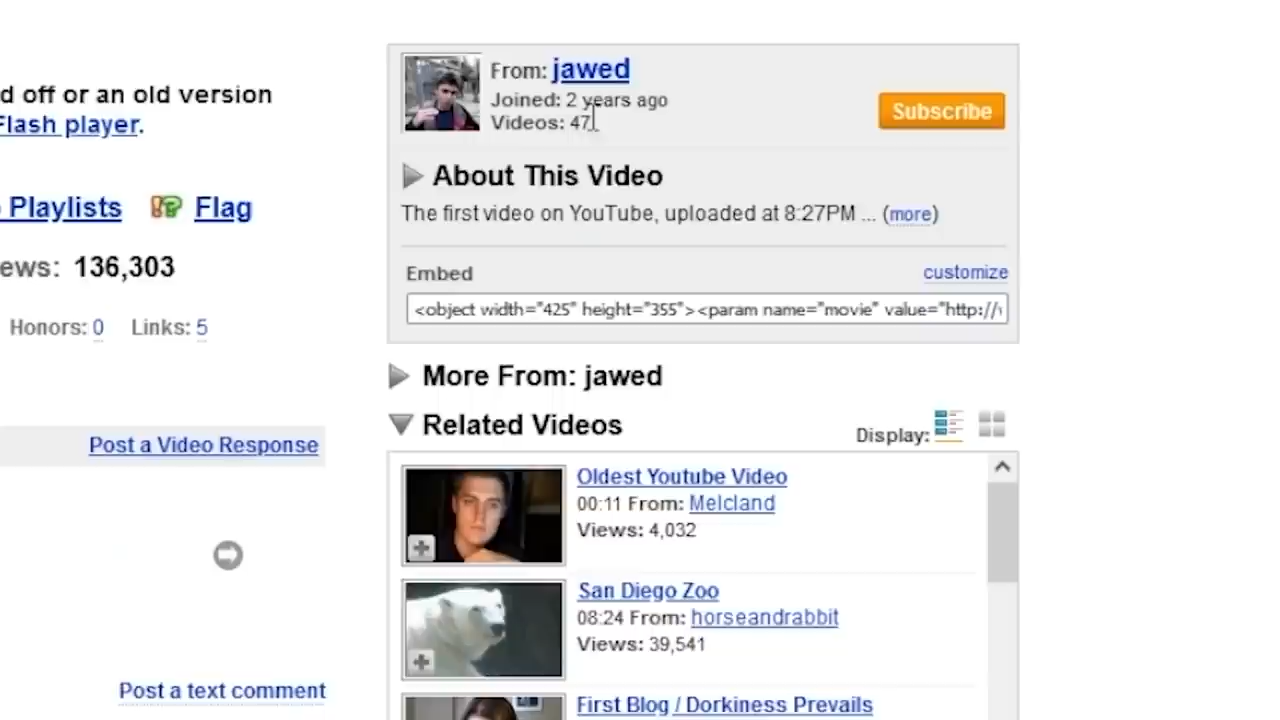 d off or an old version
Flash player.
Playlists
Flag
ews: 136,303
Honors: 0 Links: 5
Post a Video Response
Post a text comment
From: jawed
Joined: 2 years ago
Videos: 47
Subscribe
About This Video
The first video on YouTube, uploaded at 8:27PM ... (more)
Embed
customize
<object width="425" height="355"><param name="movie" value="http://
More From: jawed
Related Videos
Display:
Oldest Youtube Video
00:11 From: Melcland
Views: 4,032
San Diego Zoo
08:24 From: horseandrabbit
Views: 39,541
First Blog / Dorkiness Prevails